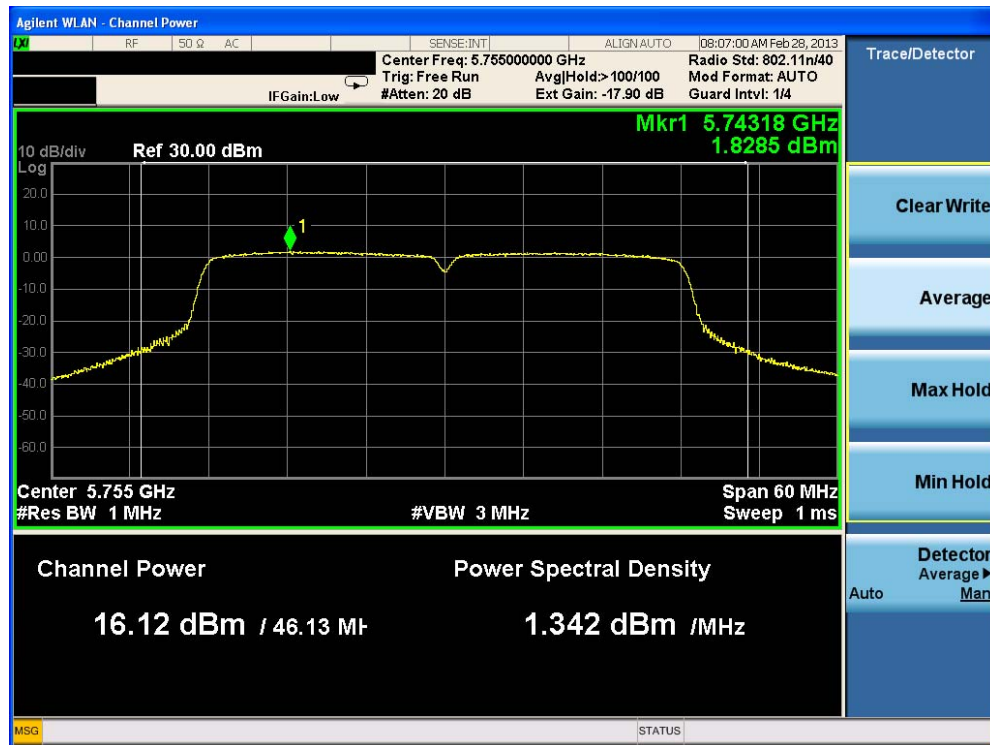 Agilent WLAN - Channel Power
LXI RF 50 Ω AC SENSE:INT ALIGN AUTO 08:07:00 AM Feb 28, 2013
Center Freq: 5.755000000 GHz Radio Std: 802.11n/40
Trig: Free Run Avg|Hold:> 100/100 Mod Format: AUTO
IFGain:Low #Atten: 20 dB Ext Gain: -17.90 dB Guard Intvl: 1/4
Mkr1 5.74318 GHz
1.8285 dBm
10 dB/div Ref 30.00 dBm
Log
20.0
10.0
1
0.00
-10.0
-20.0
-30.0
-40.0
-50.0
-60.0
Center 5.755 GHz Span 60 MHz
#Res BW 1 MHz #VBW 3 MHz Sweep 1 ms
Channel Power Power Spectral Density
16.12 dBm / 46.13 MH 1.342 dBm /MHz
Trace/Detector
Clear Write
Average
Max Hold
Min Hold
Detector
Average
Auto Man
MSG STATUS